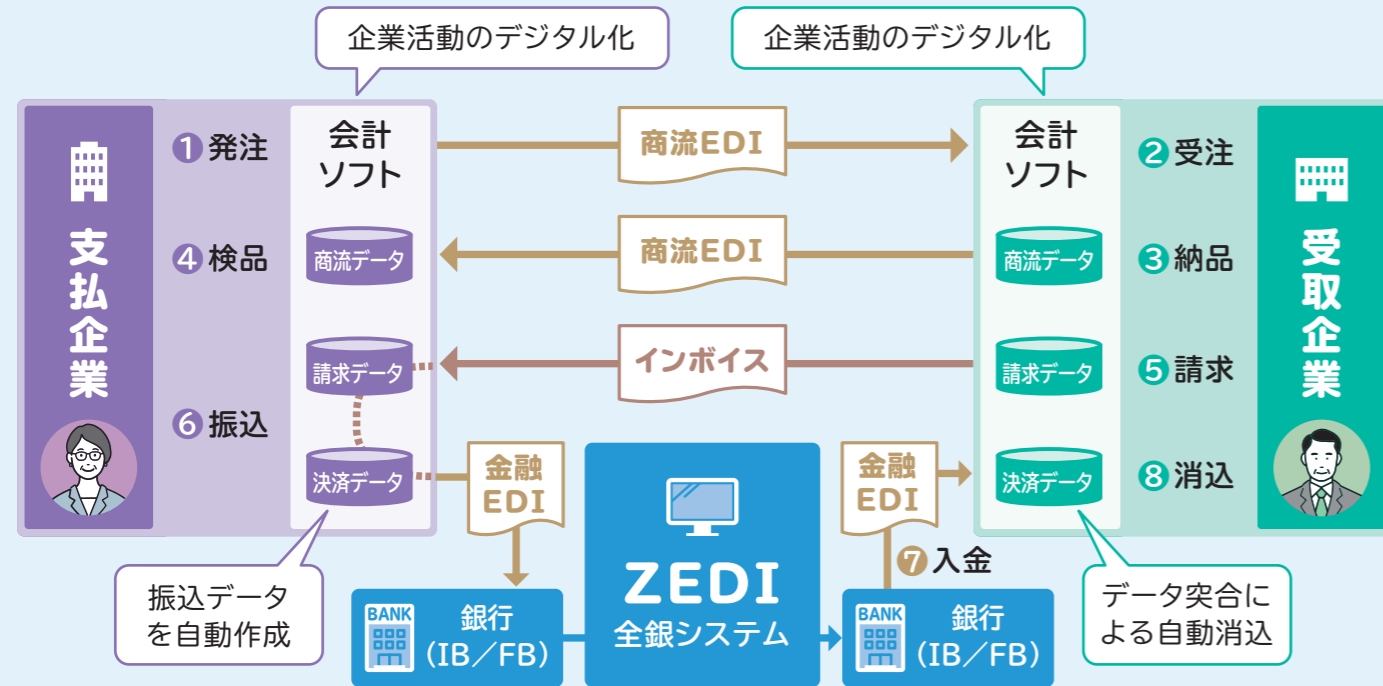 企業活動のデジタル化
企業活動のデジタル化
支払企業
❶発注
❹検品
❻振込
会計
ソフト
商流データ
請求データ
決済データ
商流EDI
商流EDI
インボイス
会計
ソフト
商流データ
請求データ
決済データ
❷受注
❸納品
❺請求
❽消込
受取企業
金融
EDI
金融
EDI
❼入金
ZEDI
全銀システム
BANK
銀行
(IB／FB)
BANK
銀行
(IB／FB)
振込データ
を自動作成
データ突合に
よる自動消込